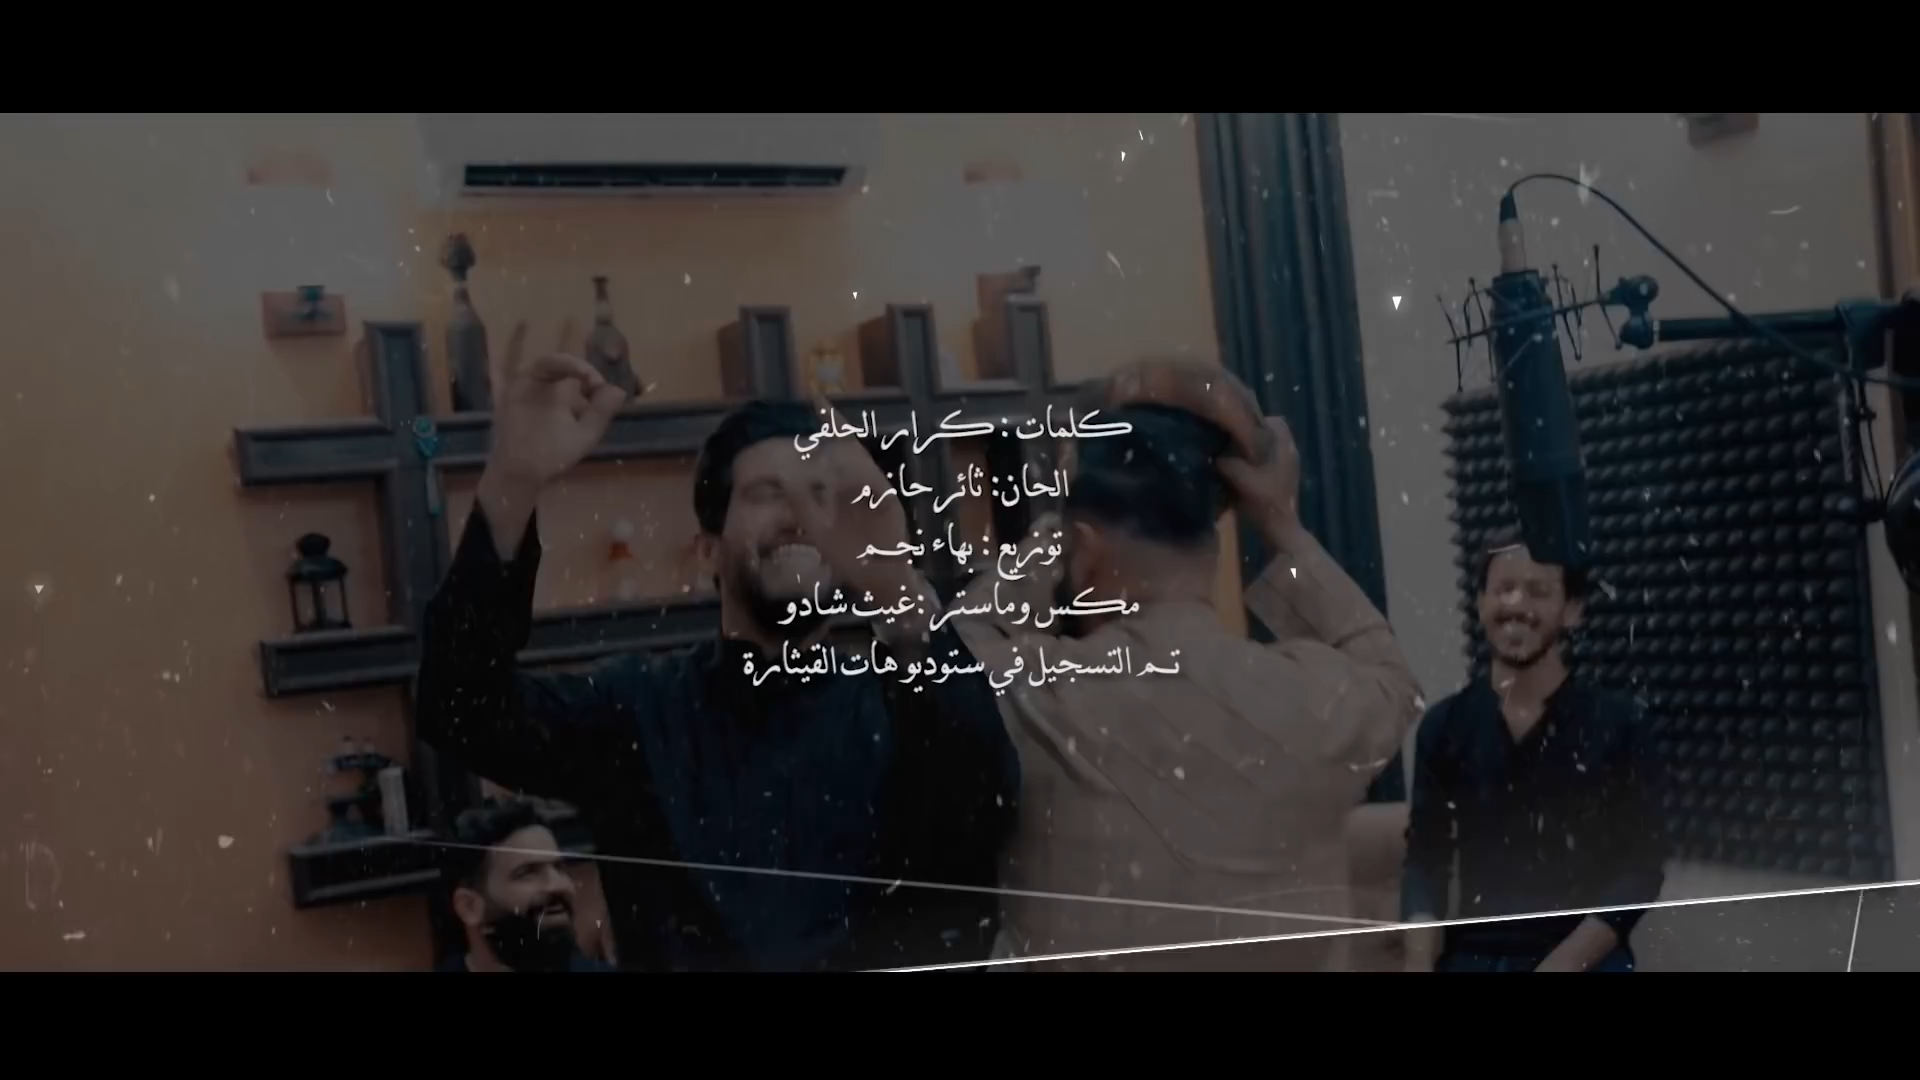 كلمات : كرار الحلفي
الحان: ثائر حازم
توزيع : بهاء نجم
مكس وماستر : غيث شادو
تم التسجيل في ستوديوهات القيثارة